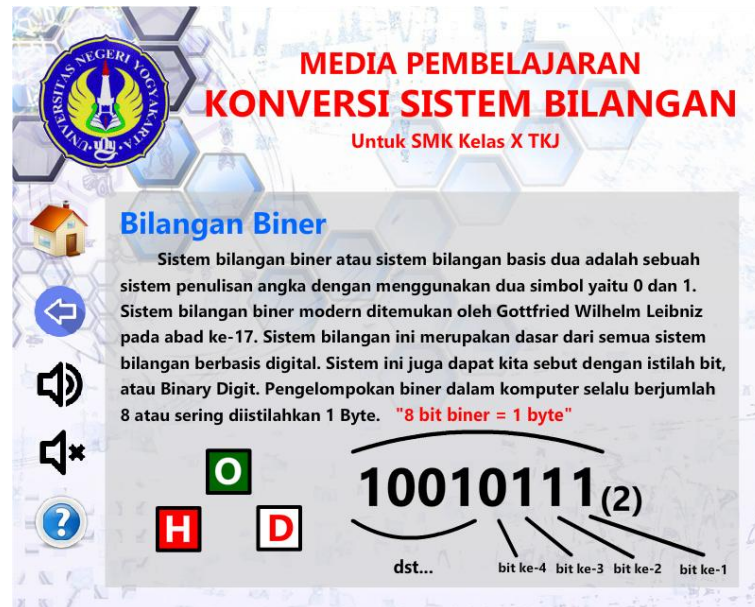 UNIVERSITAS NEGERI YOGYAKARTA
MEDIA PEMBELAJARAN
KONVERSI SISTEM BILANGAN
Untuk SMK Kelas X TKJ
Bilangan Biner
Sistem bilangan biner atau sistem bilangan basis dua adalah sebuah
sistem penulisan angka dengan menggunakan dua simbol yaitu 0 dan 1.
Sistem bilangan biner modern ditemukan oleh Gottfried Wilhelm Leibniz
pada abad ke-17. Sistem bilangan ini merupakan dasar dari semua sistem
bilangan berbasis digital. Sistem ini juga dapat kita sebut dengan istilah bit,
atau Binary Digit. Pengelompokan biner dalam komputer selalu berjumlah
8 atau sering diistilahkan 1 Byte. "8 bit biner = 1 byte"
O
H D
10010111(2)
dst... bit ke-4 bit ke-3 bit ke-2 bit ke-1
?